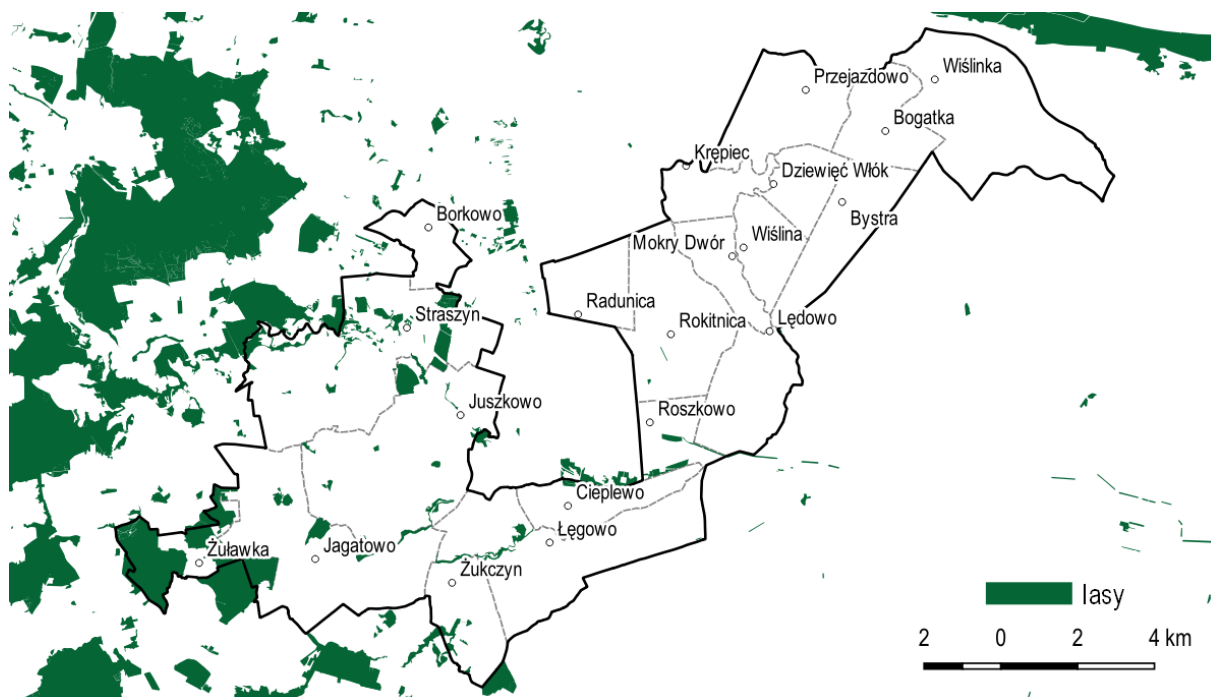 Wiślinka
Przejazdowo
Bogatka
Krępiec
Dziewięć Włók
Bystra
Borkowo
Mokry Dwór
Wiślina
Radunica
Straszyn
Rokitnica
Lędowo
Juszkowo
Roszkowo
Cieplewo
Łęgowo
Żuławka
Jagatowo
Żukczyn
lasy
2 0 2 4 km